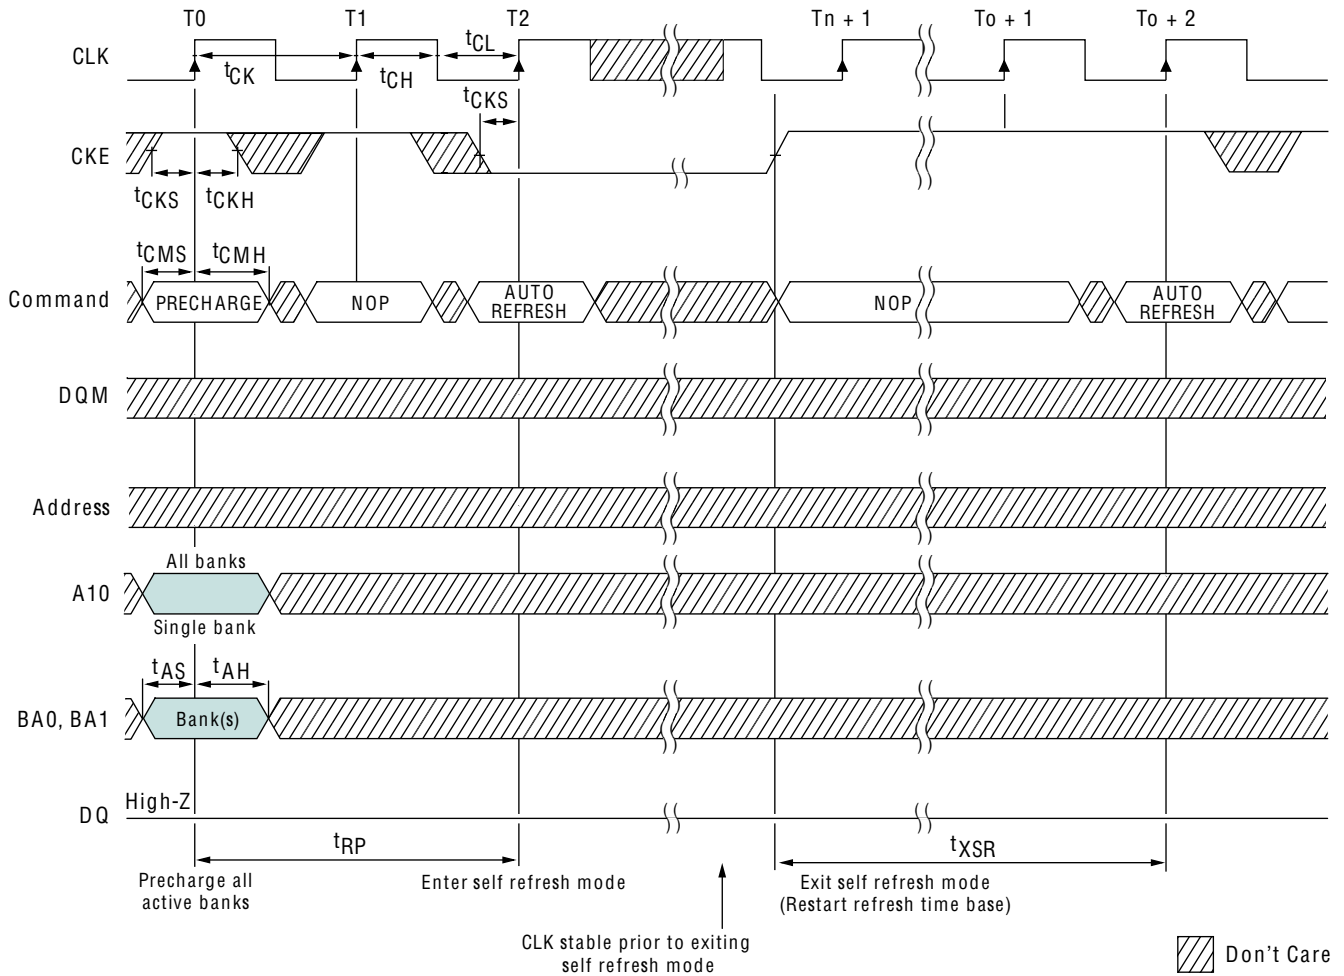 T0 T1 T2 Tn + 1 To + 1 To + 2
CLK
tCK tCH tCL
tCKS
CKE
tCKS tCKH
tCMS tCMH
Command PRECHARGE NOP AUTO REFRESH NOP AUTO REFRESH
DQM
Address
All banks
A10
Single bank
tAS tAH
BA0, BA1 Bank(s)
High-Z
DQ
tRP tXSR
Precharge all
active banks
Enter self refresh mode
Exit self refresh mode
(Restart refresh time base)
CLK stable prior to exiting
self refresh mode
Don't Care